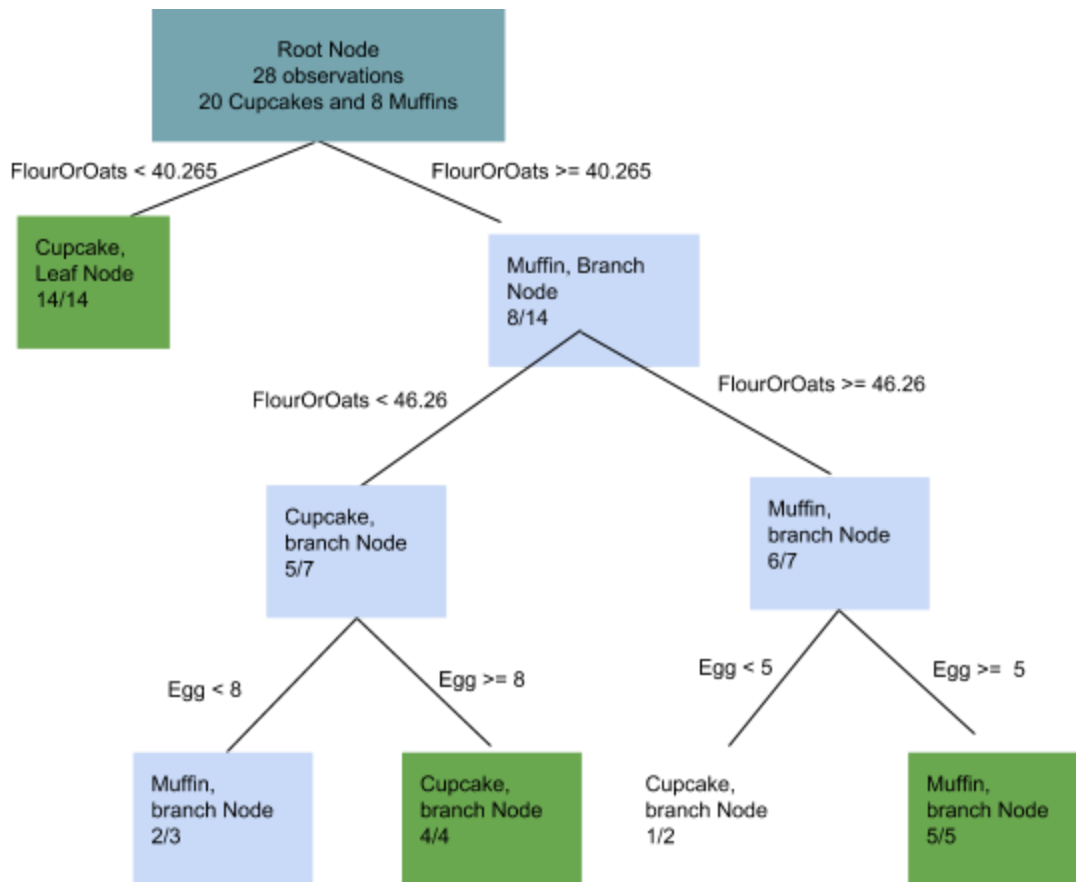 Root Node
28 observations
20 Cupcakes and 8 Muffins
FlourOrOats < 40.265
FlourOrOats >= 40.265
Cupcake,
Leaf Node
14/14
Muffin, Branch
Node
8/14
FlourOrOats < 46.26
FlourOrOats >= 46.26
Cupcake,
branch Node
5/7
Muffin,
branch Node
6/7
Egg < 8
Egg >= 8
Egg < 5
Egg >= 5
Muffin,
branch Node
2/3
Cupcake,
branch Node
4/4
Cupcake,
branch Node
1/2
Muffin,
branch Node
5/5